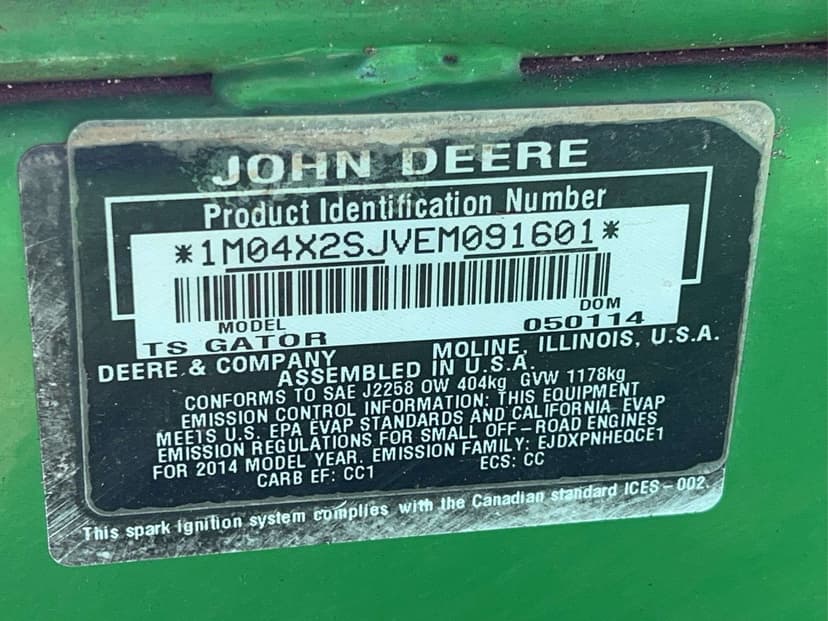 JOHN DEERE
Product Identification Number
*1M04X2SJVEM091601*
MODEL DOM
TS GATOR 050114
DEERE & COMPANY MOLINE, ILLINOIS, U.S.A.
ASSEMBLED IN U.S.A.
CONFORMS TO SAE J2258 OW 404kg GVW 1178kg
EMISSION CONTROL INFORMATION: THIS EQUIPMENT
MEETS U.S. EPA EVAP STANDARDS AND CALIFORNIA EVAP
EMISSION REGULATIONS FOR SMALL OFF-ROAD ENGINES
FOR 2014 MODEL YEAR. EMISSION FAMILY: EJDXPNHEQCE1
CARB EF: CC1 ECS: CC
This spark ignition system complies with the Canadian standard ICES-002.